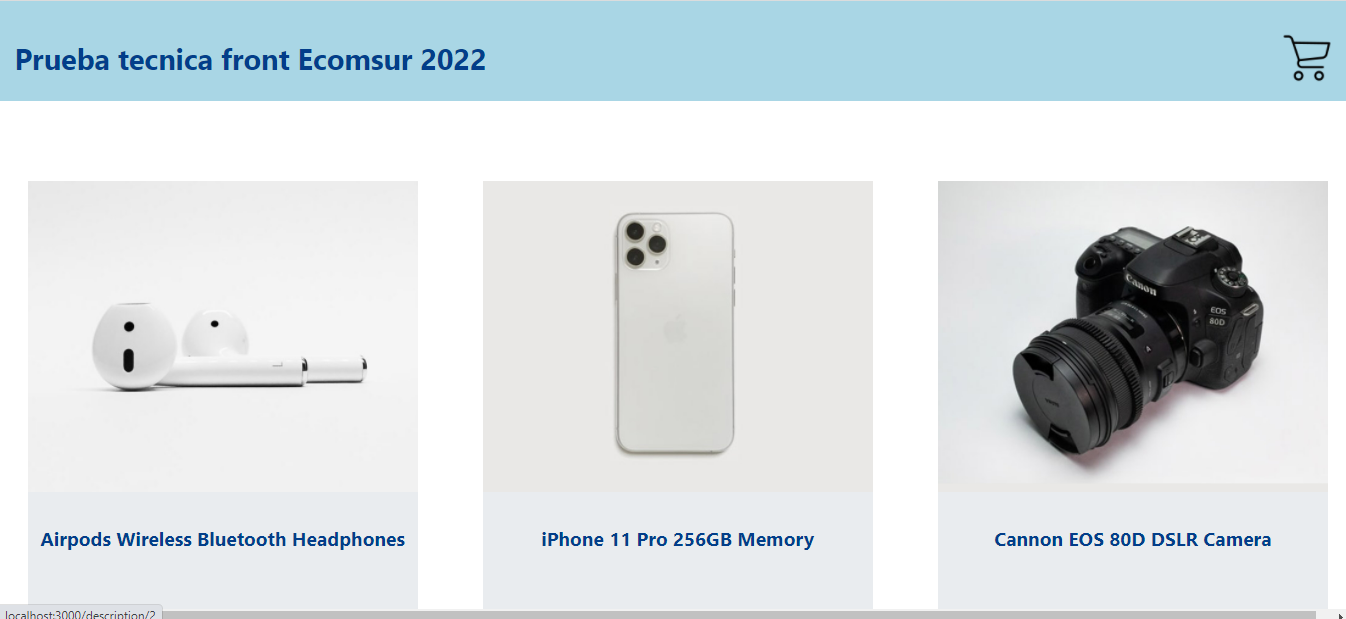 Prueba tecnica front Ecomsur 2022
Canon
EOS
80D
Airpods Wireless Bluetooth Headphones
iPhone 11 Pro 256GB Memory
Cannon EOS 80D DSLR Camera
localhost:3000/description/2